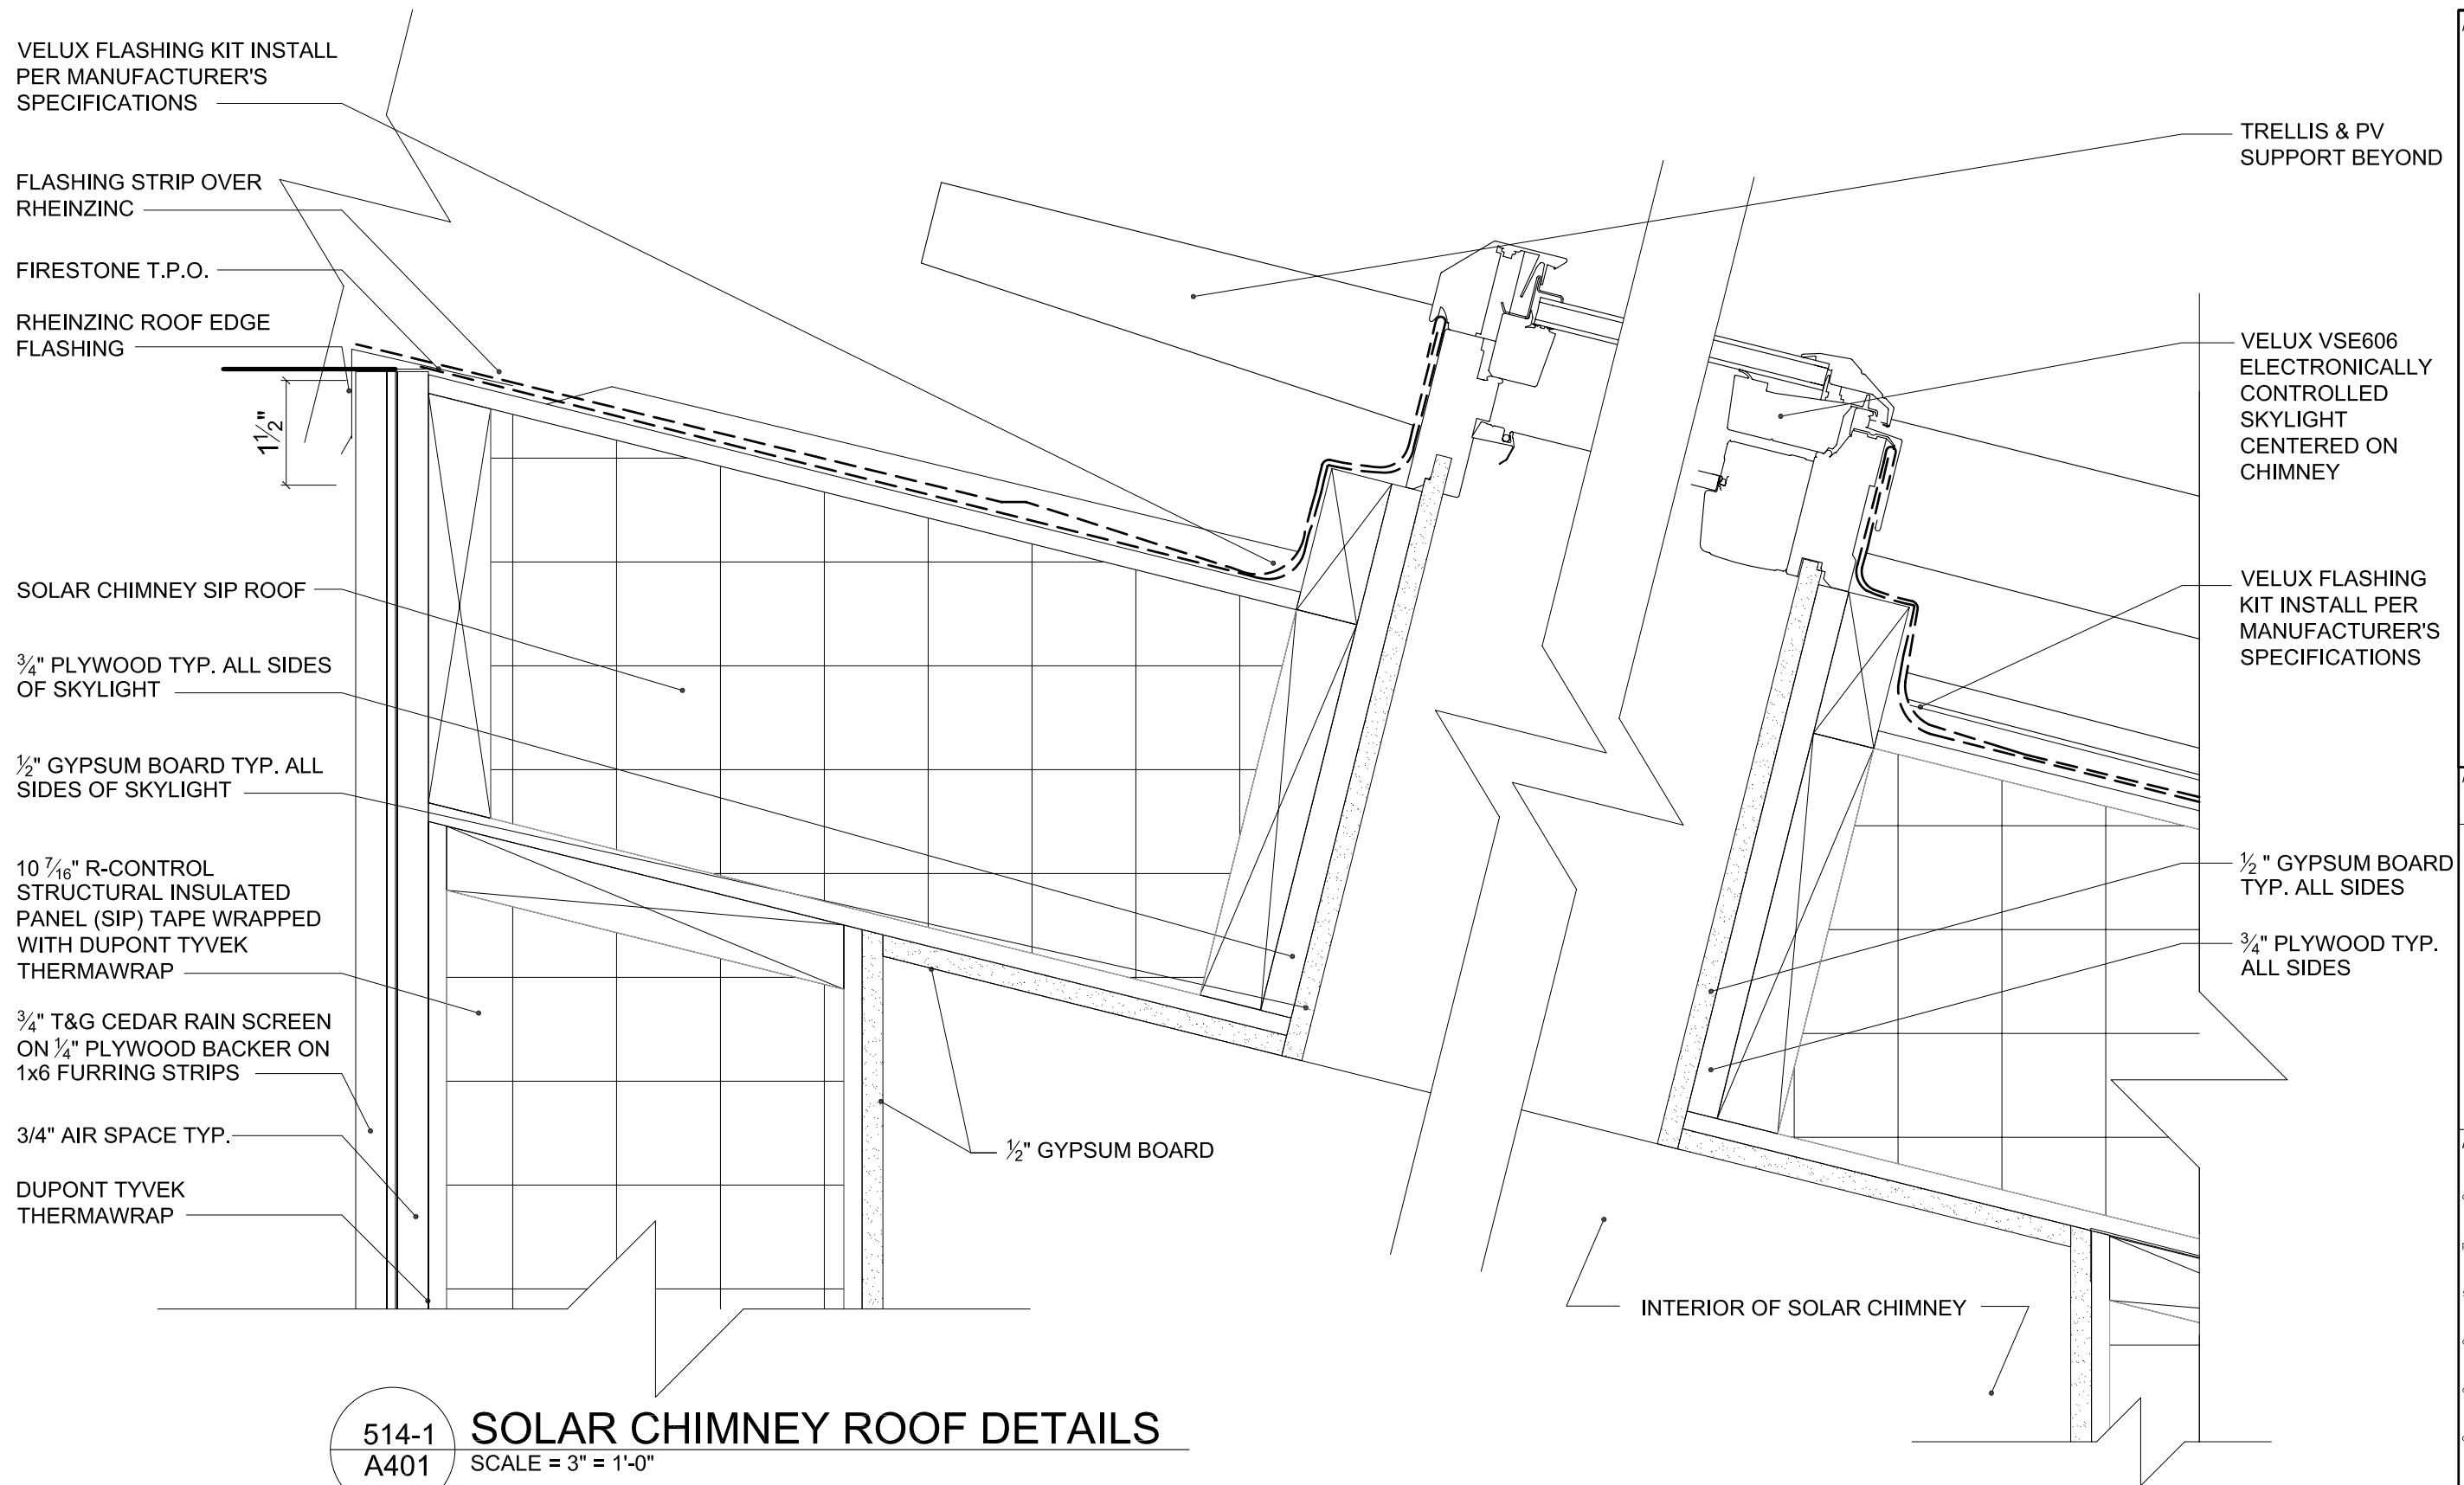 VELUX FLASHING KIT INSTALL
PER MANUFACTURER'S
SPECIFICATIONS
FLASHING STRIP OVER
RHEINZINC
FIRESTONE T.P.O.
RHEINZINC ROOF EDGE
FLASHING
1½"
SOLAR CHIMNEY SIP ROOF
¾" PLYWOOD TYP. ALL SIDES
OF SKYLIGHT
½" GYPSUM BOARD TYP. ALL
SIDES OF SKYLIGHT
10 7⁄16" R-CONTROL
STRUCTURAL INSULATED
PANEL (SIP) TAPE WRAPPED
WITH DUPONT TYVEK
THERMAWRAP
¾" T&G CEDAR RAIN SCREEN
ON ¼" PLYWOOD BACKER ON
1x6 FURRING STRIPS
3/4" AIR SPACE TYP.
DUPONT TYVEK
THERMAWRAP
½" GYPSUM BOARD
TRELLIS & PV
SUPPORT BEYOND
VELUX VSE606
ELECTRONICALLY
CONTROLLED
SKYLIGHT
CENTERED ON
CHIMNEY
VELUX FLASHING
KIT INSTALL PER
MANUFACTURER'S
SPECIFICATIONS
½ " GYPSUM BOARD
TYP. ALL SIDES
¾" PLYWOOD TYP.
ALL SIDES
INTERIOR OF SOLAR CHIMNEY
514-1
A401
SOLAR CHIMNEY ROOF DETAILS
SCALE = 3" = 1'-0"